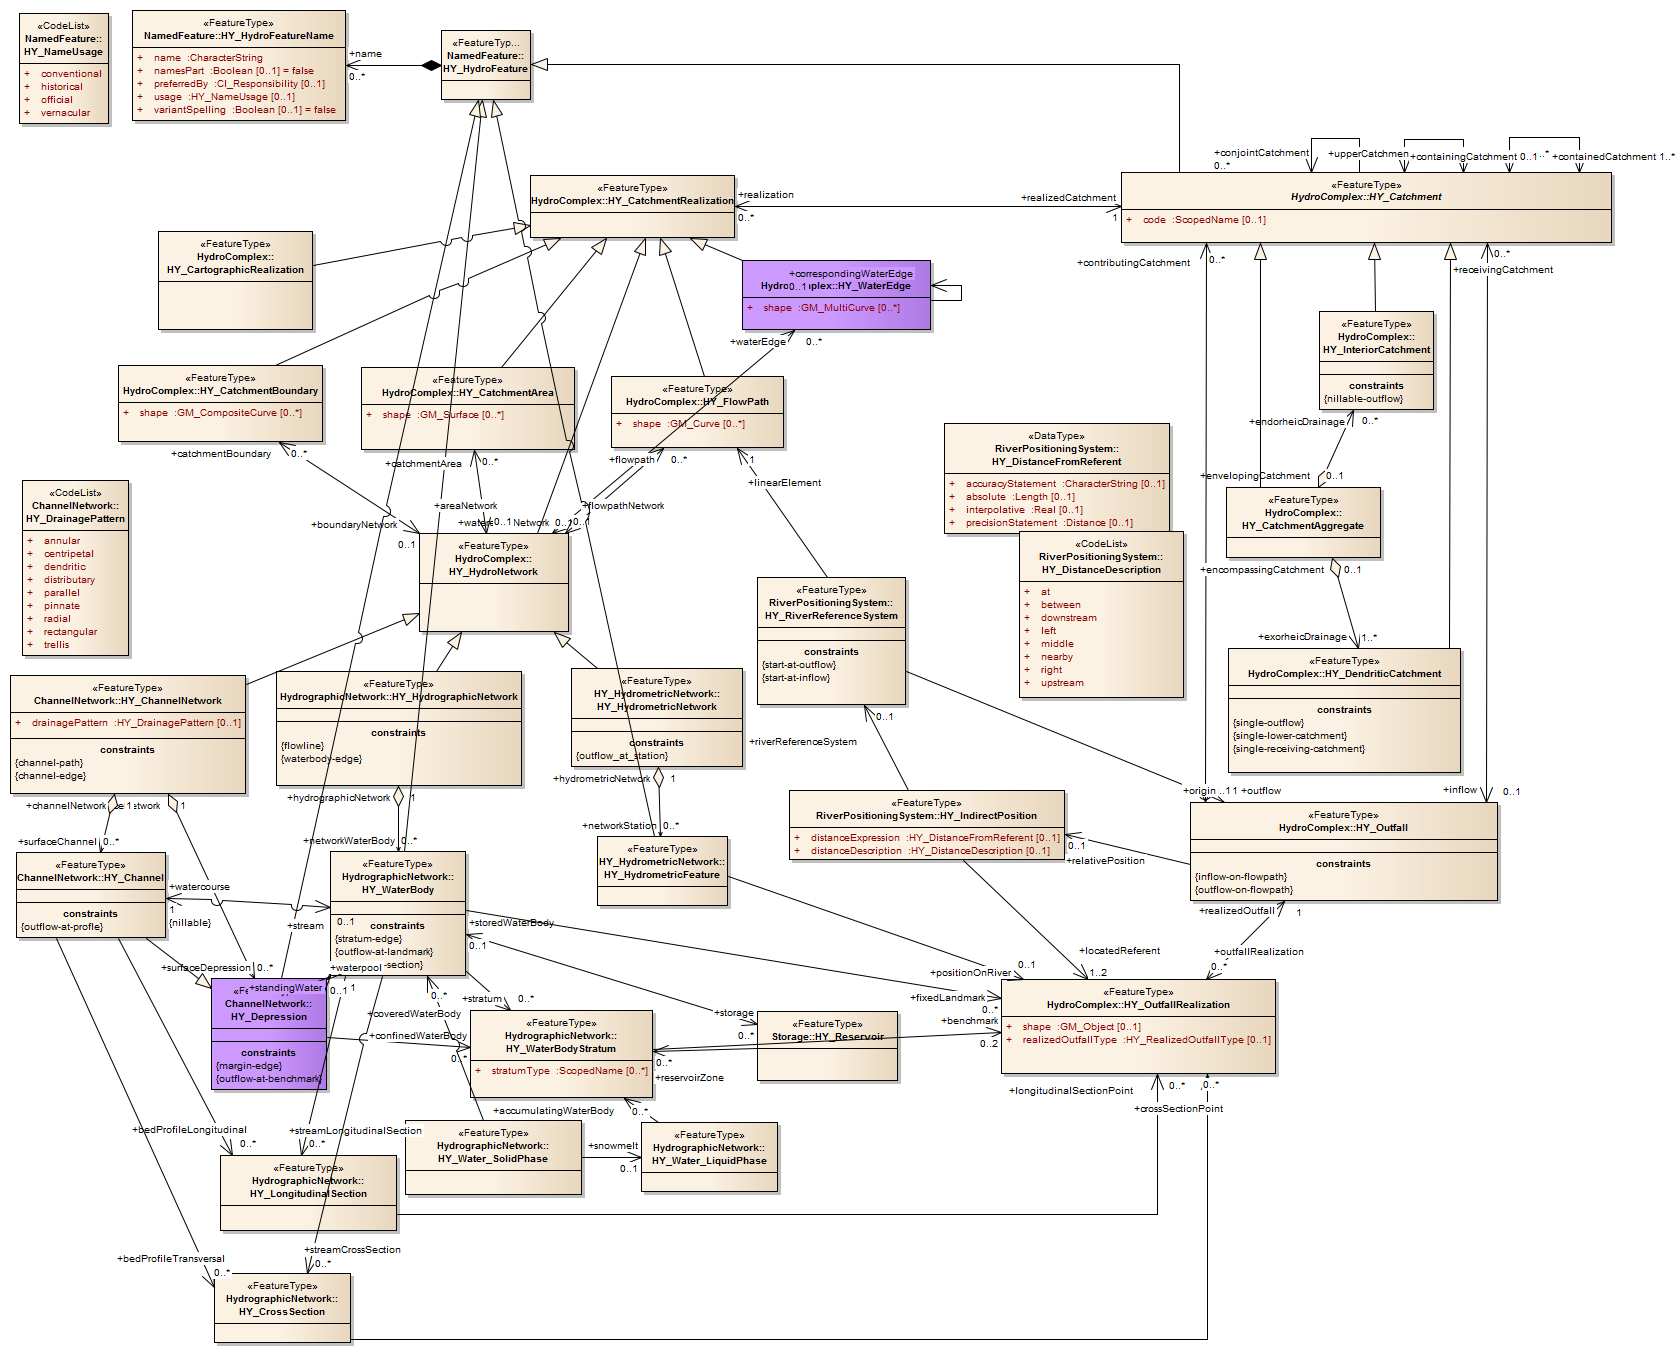 «CodeList»
NamedFeature::
HY_NameUsage
+ conventional
+ historical
+ official
+ vernacular
«FeatureType»
NamedFeature::HY_HydroFeatureName
+ name :CharacterString
+ namesPart :Boolean [0..1] = false
+ preferredBy :CI_Responsibility [0..1]
+ usage :HY_NameUsage [0..1]
+ variantSpelling :Boolean [0..1] = false
+name
0..*
«FeatureTyp...
NamedFeature::
HY_HydroFeature
+conjointCatchment
0..*
+upperCatchmen
+containingCatchment 0..1
..*
+containedCatchment 1..*
«FeatureType»
HydroComplex::HY_CatchmentRealization
+realization
0..*
+realizedCatchment
1
«FeatureType»
HydroComplex::HY_Catchment
+ code :ScopedName [0..1]
«FeatureType»
HydroComplex::
HY_CartographicRealization
+correspondingWaterEdge
0..1
HY_WaterEdge
+ shape :GM_MultiCurve [0..*]
+waterEdge
0..*
+contributingCatchment
0..*
0..*
+receivingCatchment
«FeatureType»
HydroComplex::
HY_InteriorCatchment
constraints
{nillable-outflow}
«FeatureType»
HydroComplex::HY_CatchmentBoundary
+ shape :GM_CompositeCurve [0..*]
«FeatureType»
HydroComplex::HY_CatchmentArea
+ shape :GM_Surface [0..*]
«FeatureType»
HydroComplex::HY_FlowPath
+ shape :GM_Curve [0..*]
+catchmentBoundary
0..*
+catchmentArea
0..*
+flowpath
0..*
1
+linearElement
+endorheicDrainage
0..*
«DataType»
RiverPositioningSystem::
HY_DistanceFromReferent
+ accuracyStatement :CharacterString [0..1]
+ absolute :Length [0..1]
+ interpolative :Real [0..1]
+ precisionStatement :Distance [0..1]
+envelopingCatchment
0..1
«FeatureType»
HydroComplex::
HY_CatchmentAggregate
+encompassingCatchment
0..1
«CodeList»
ChannelNetwork::
HY_DrainagePattern
+ annular
+ centripetal
+ dendritic
+ distributary
+ parallel
+ pinnate
+ radial
+ rectangular
+ trellis
+boundaryNetwork
0..1
+areaNetwork
0..1
Network
0..1
+flowpathNetwork
«FeatureType»
HydroComplex::
HY_HydroNetwork
«CodeList»
RiverPositioningSystem::
HY_DistanceDescription
+ at
+ between
+ downstream
+ left
+ middle
+ nearby
+ right
+ upstream
«FeatureType»
RiverPositioningSystem::
HY_RiverReferenceSystem
constraints
{start-at-outflow}
{start-at-inflow}
0..1
+riverReferenceSystem
+exorheicDrainage
1..*
«FeatureType»
HydroComplex::HY_DendriticCatchment
constraints
{single-outflow}
{single-lower-catchment}
{single-receiving-catchment}
«FeatureType»
ChannelNetwork::HY_ChannelNetwork
+ drainagePattern :HY_DrainagePattern [0..1]
constraints
{channel-path}
{channel-edge}
«FeatureType»
HydrographicNetwork::HY_HydrographicNetwork
constraints
{flowline}
{waterbody-edge}
«FeatureType»
HY_HydrometricNetwork::
HY_HydrometricNetwork
constraints
{outflow_at_station}
+hydrometricNetwork
1
+networkStation
0..*
+hydrographicNetwork
1
+networkWaterBody
0..*
+channelNetwork
1
etwork
1
+surfaceChannel
0..*
«FeatureType»
RiverPositioningSystem::HY_IndirectPosition
+ distanceExpression :HY_DistanceFromReferent [0..1]
+ distanceDescription :HY_DistanceDescription [0..1]
0..1
+relativePosition
+origin
+outflow
+inflow
0..1
«FeatureType»
HydroComplex::HY_Outfall
constraints
{inflow-on-flowpath}
{outflow-on-flowpath}
+realizedOutfall
1
+outfallRealization
0..*
+locatedReferent
1..2
«FeatureType»
ChannelNetwork::HY_Channel
constraints
{outflow-at-profle}
+watercourse
1
{nillable}
0..1
+stream
«FeatureType»
HydrographicNetwork::
HY_WaterBody
constraints
{stratum-edge}
{outflow-at-landmark}
-section}
«FeatureType»
HY_HydrometricNetwork::
HY_HydrometricFeature
+storedWaterBody
0..1
+positionOnRiver
0..1
+fixedLandmark
0..*
+benchmark
0..2
+surfaceDepression
0..*
+standingWater
+waterpool
0..1
1
ChannelNetwork::
HY_Depression
constraints
{margin-edge}
{outflow-at-benchmark}
0..*
+coveredWaterBody
+confinedWaterBody
0..*
+stratum
0..*
«FeatureType»
HydrographicNetwork::
HY_WaterBodyStratum
+ stratumType :ScopedName [0..*]
+storage
0..*
«FeatureType»
Storage::HY_Reservoir
0..*
+reservoirZone
«FeatureType»
HydroComplex::HY_OutfallRealization
+ shape :GM_Object [0..1]
+ realizedOutfallType :HY_RealizedOutfallType [0..1]
+longitudinalSectionPoint
0..*
+crossSectionPoint
0..*
+accumulatingWaterBody
0..*
«FeatureType»
HydrographicNetwork::
HY_Water_SolidPhase
+snowmelt
0..1
«FeatureType»
HydrographicNetwork::
HY_Water_LiquidPhase
+bedProfileLongitudinal
0..*
+streamLongitudinalSection
0..*
«FeatureType»
HydrographicNetwork::
HY_LongitudinalSection
+bedProfileTransversal
0..*
+streamCrossSection
0..*
«FeatureType»
HydrographicNetwork::
HY_CrossSection